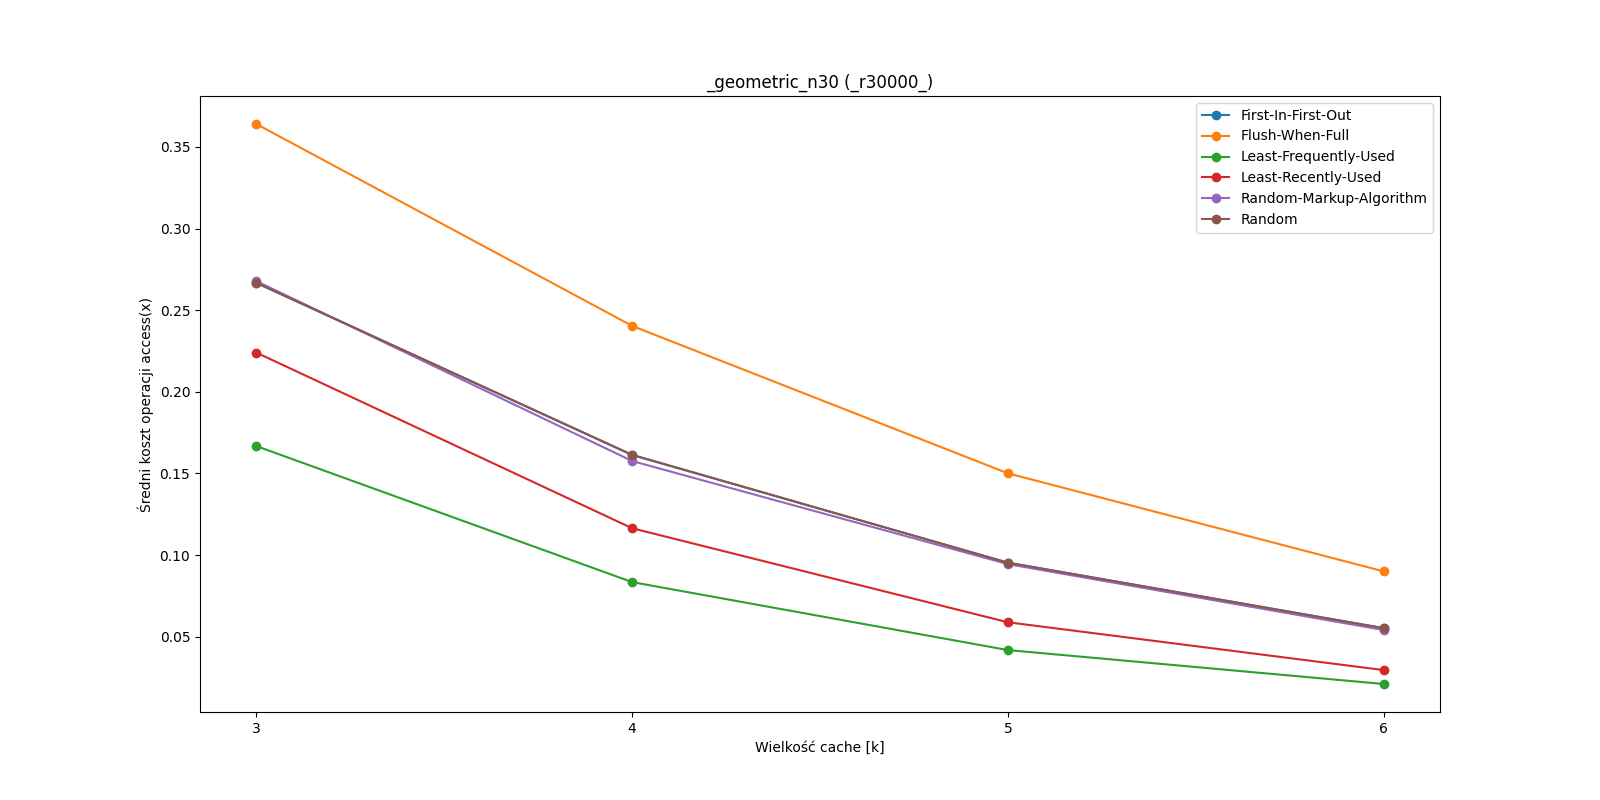 _geometric_n30 (_r30000_)
First-In-First-Out
Flush-When-Full
Least-Frequently-Used
Least-Recently-Used
Random-Markup-Algorithm
Random
Średni koszt operacji access(x)
0.35
0.30
0.25
0.20
0.15
0.10
0.05
3 4 5 6
Wielkość cache [k]